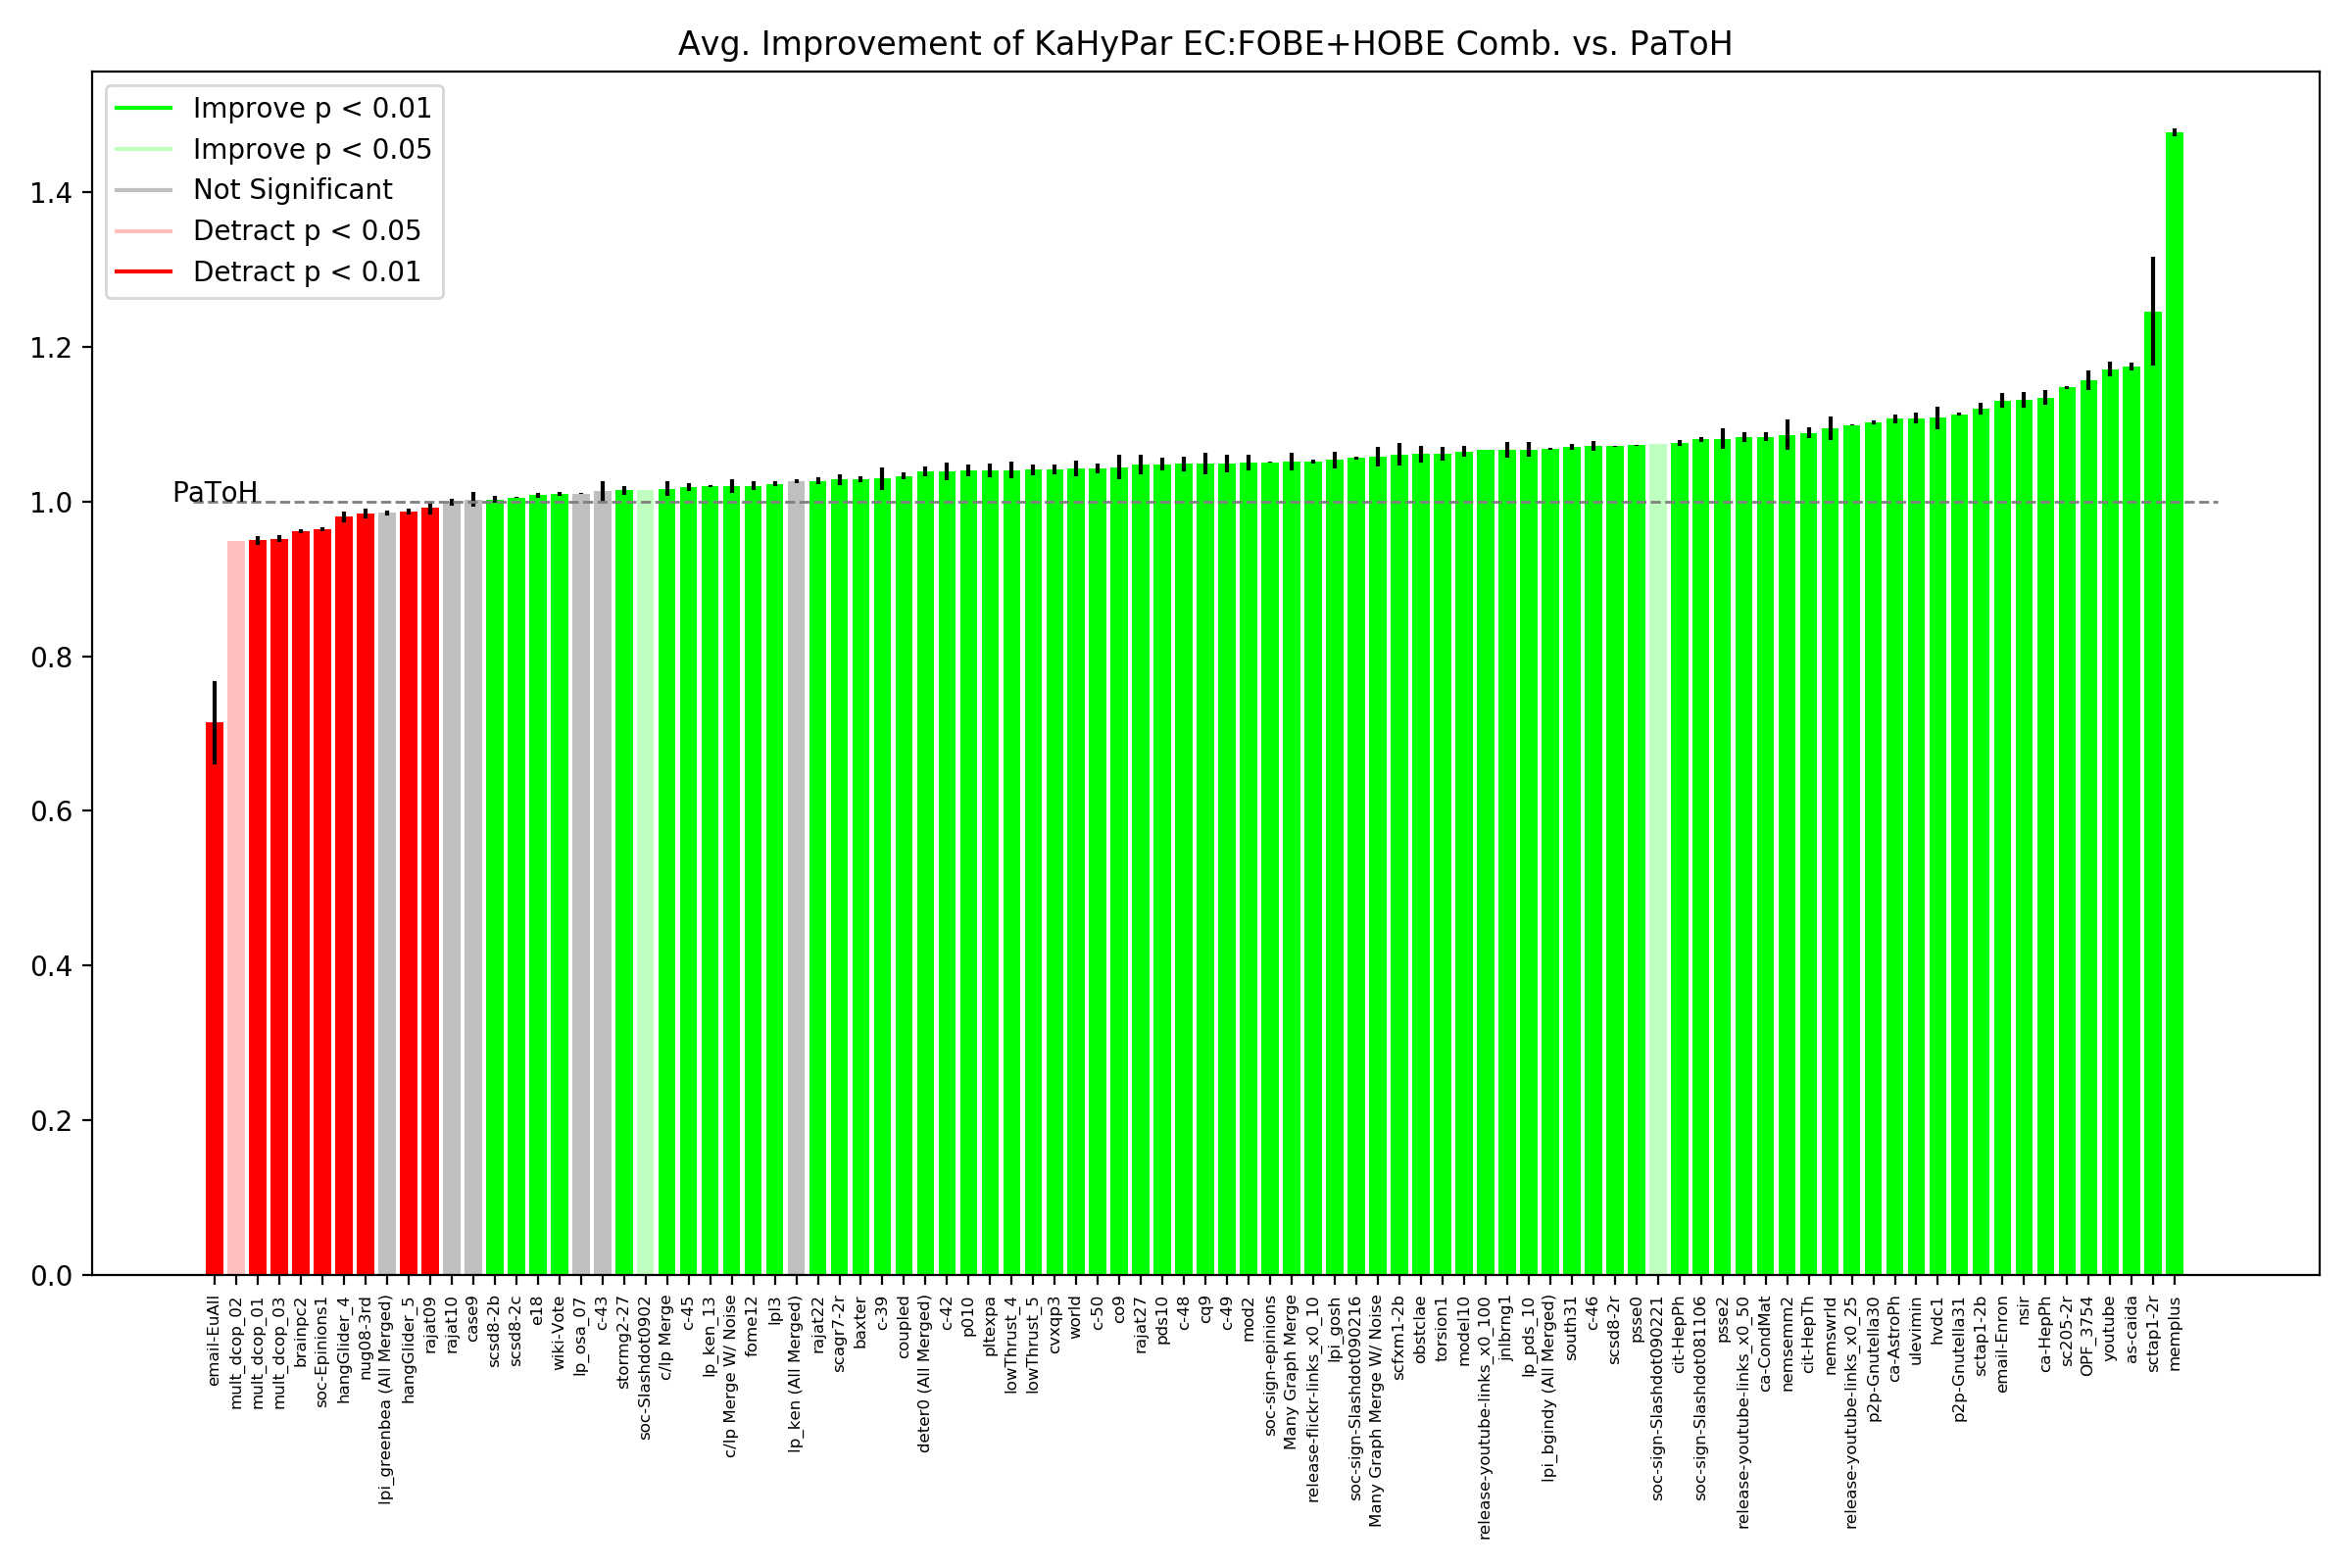 Avg. Improvement of KaHyPar EC:FOBE+HOBE Comb. vs. PaToH
Improve p < 0.01
Improve p < 0.05
Not Significant
Detract p < 0.05
Detract p < 0.01
1.4
1.2
1.0
0.8
0.6
0.4
0.2
0.0
PaToH
email-EuAll
mult_dcop_02
mult_dcop_01
mult_dcop_03
brainpc2
soc-Epinions1
hangGlider_4
nug08-3rd
lpi_greenbea (All Merged)
hangGlider_5
rajat09
rajat10
case9
scsd8-2b
scsd8-2c
e18
wiki-Vote
lp_osa_07
c-43
stormg2-27
soc-Slashdot0902
c/lp Merge
c-45
lp_ken_13
c/lp Merge W/ Noise
fome12
lpl3
lp_ken (All Merged)
rajat22
scagr7-2r
baxter
c-39
coupled
deter0 (All Merged)
c-42
p010
pltexpa
lowThrust_4
lowThrust_5
cvxqp3
world
c-50
co9
rajat27
pds10
c-48
cq9
c-49
mod2
soc-sign-epinions
Many Graph Merge
release-flickr-links_x0_10
lpi_gosh
soc-sign-Slashdot090216
Many Graph Merge W/ Noise
scfxm1-2b
obstclae
torsion1
model10
release-youtube-links_x0_100
jnlbrng1
lp_pds_10
lpi_bgindy (All Merged)
south31
c-46
scsd8-2r
psse0
soc-sign-Slashdot090221
cit-HepPh
soc-sign-Slashdot081106
psse2
release-youtube-links_x0_50
ca-CondMat
nemsemm2
cit-HepTh
nemswrld
release-youtube-links_x0_25
p2p-Gnutella30
ca-AstroPh
ulevimin
hvdc1
p2p-Gnutella31
sctap1-2b
email-Enron
nsir
ca-HepPh
sc205-2r
OPF_3754
youtube
as-caida
sctap1-2r
memplus